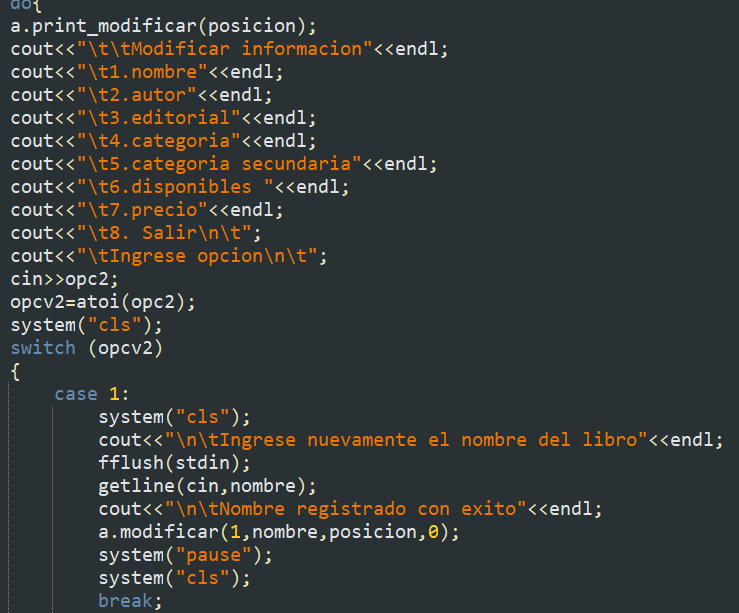 do{
a.print_modificar(posicion);
cout<<"\t\tModificar informacion"<<endl;
cout<<"\t1.nombre"<<endl;
cout<<"\t2.autor"<<endl;
cout<<"\t3.editorial"<<endl;
cout<<"\t4.categoria"<<endl;
cout<<"\t5.categoria secundaria"<<endl;
cout<<"\t6.disponibles "<<endl;
cout<<"\t7.precio"<<endl;
cout<<"\t8. Salir\n\t";
cout<<"\tIngrese opcion\n\t";
cin>>opc2;
opcv2=atoi(opc2);
system("cls");
switch (opcv2)
{
    case 1:
        system("cls");
        cout<<"\n\tIngrese nuevamente el nombre del libro"<<endl;
        fflush(stdin);
        getline(cin,nombre);
        cout<<"\n\tNombre registrado con exito"<<endl;
        a.modificar(1,nombre,posicion,0);
        system("pause");
        system("cls");
        break;